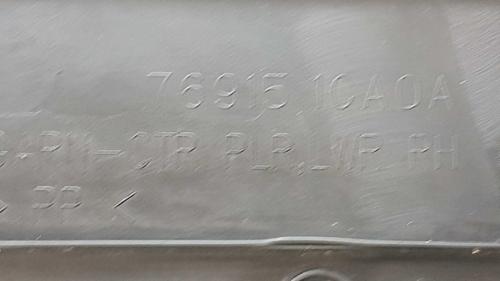 76915 1CA0A
GARN-CTR PLR,LWR RH
> PP <